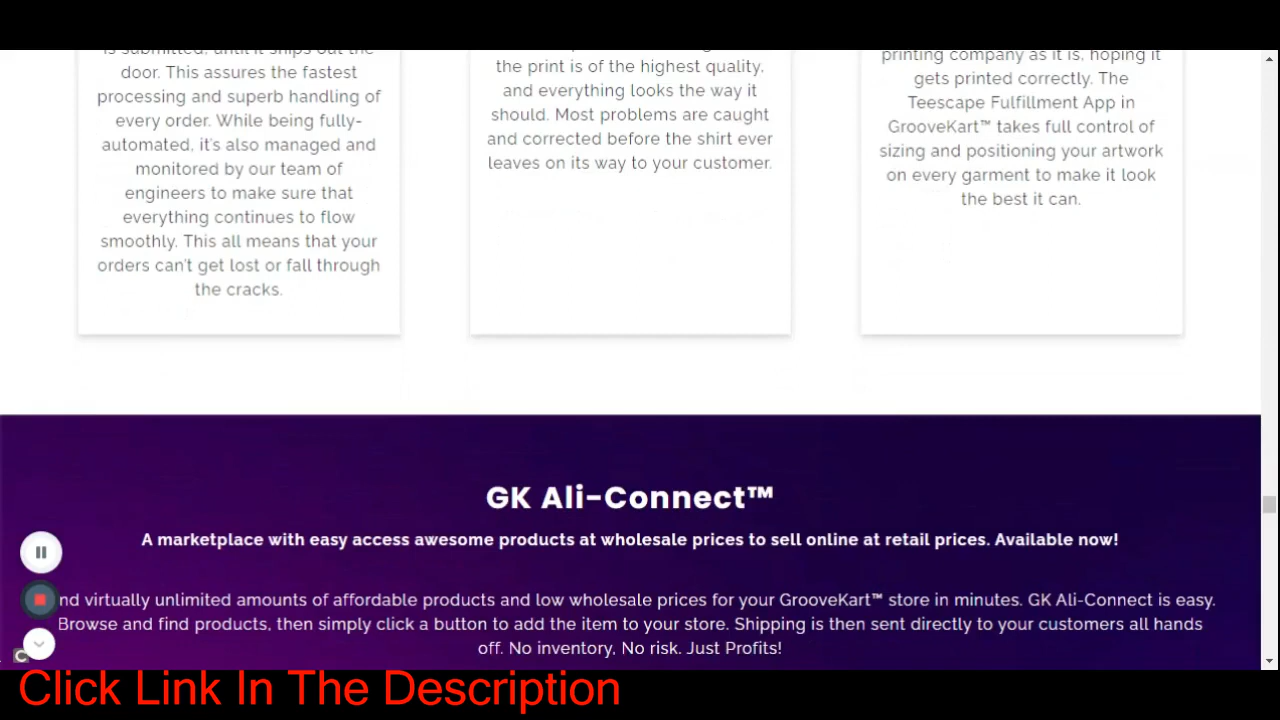 is submitted, until it ships out the
door. This assures the fastest
processing and superb handling of
every order. While being fully-
automated, it's also managed and
monitored by our team of
engineers to make sure that
everything continues to flow
smoothly. This all means that your
orders can't get lost or fall through
the cracks.
the print is of the highest quality,
and everything looks the way it
should. Most problems are caught
and corrected before the shirt ever
leaves on its way to your customer.
printing company as it is, hoping it
gets printed correctly. The
Teescape Fulfillment App in
GrooveKart™ takes full control of
sizing and positioning your artwork
on every garment to make it look
the best it can.
GK Ali-Connect™
A marketplace with easy access awesome products at wholesale prices to sell online at retail prices. Available now!
nd virtually unlimited amounts of affordable products and low wholesale prices for your GrooveKart™ store in minutes. GK Ali-Connect is easy.
Browse and find products, then simply click a button to add the item to your store. Shipping is then sent directly to your customers all hands
off. No inventory, No risk. Just Profits!
Click Link In The Description